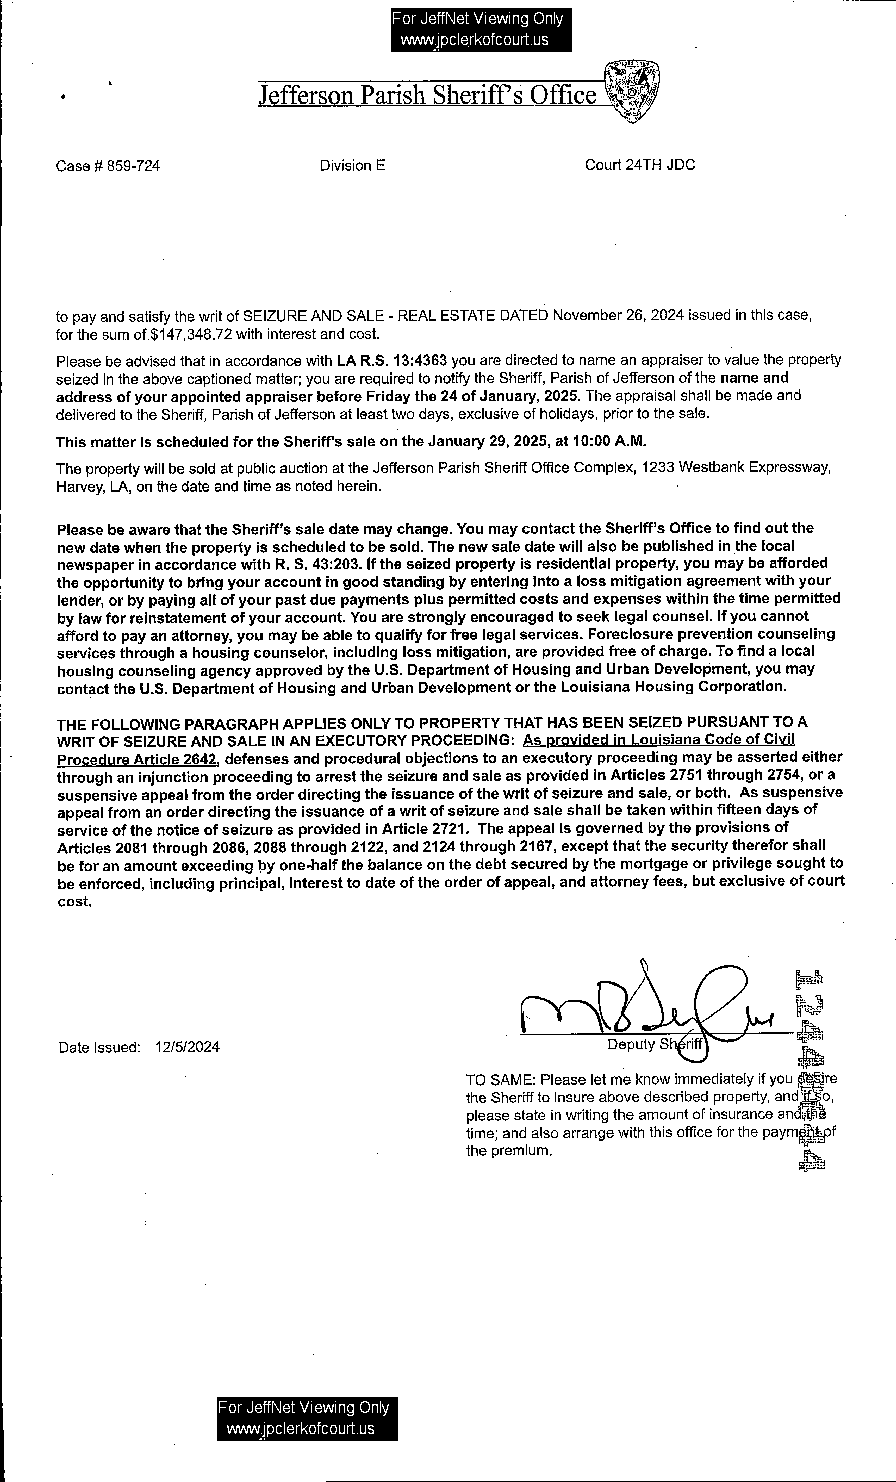 For JeffNet Viewing Only
www.jpclerkofcourt.us
Jefferson Parish Sheriff's Office
Case # 859-724 Division E Court 24TH JDC
to pay and satisfy the writ of SEIZURE AND SALE - REAL ESTATE DATED November 26, 2024 issued in this case,
for the sum of $147,348.72 with interest and cost.
Please be advised that in accordance with LA R.S. 13:4363 you are directed to name an appraiser to value the property
seized in the above captioned matter; you are required to notify the Sheriff, Parish of Jefferson of the name and
address of your appointed appraiser before Friday the 24 of January, 2025. The appraisal shall be made and
delivered to the Sheriff, Parish of Jefferson at least two days, exclusive of holidays, prior to the sale.
This matter is scheduled for the Sheriff's sale on the January 29, 2025, at 10:00 A.M.
The property will be sold at public auction at the Jefferson Parish Sheriff Office Complex, 1233 Westbank Expressway,
Harvey, LA, on the date and time as noted herein.
Please be aware that the Sheriff's sale date may change. You may contact the Sheriff's Office to find out the
new date when the property is scheduled to be sold. The new sale date will also be published in the local
newspaper in accordance with R. S. 43:203. If the seized property is residential property, you may be afforded
the opportunity to bring your account in good standing by entering into a loss mitigation agreement with your
lender, or by paying all of your past due payments plus permitted costs and expenses within the time permitted
by law for reinstatement of your account. You are strongly encouraged to seek legal counsel. If you cannot
afford to pay an attorney, you may be able to qualify for free legal services. Foreclosure prevention counseling
services through a housing counselor, including loss mitigation, are provided free of charge. To find a local
housing counseling agency approved by the U.S. Department of Housing and Urban Development, you may
contact the U.S. Department of Housing and Urban Development or the Louisiana Housing Corporation.
THE FOLLOWING PARAGRAPH APPLIES ONLY TO PROPERTY THAT HAS BEEN SEIZED PURSUANT TO A
WRIT OF SEIZURE AND SALE IN AN EXECUTORY PROCEEDING: As provided in Louisiana Code of Civil
Procedure Article 2642, defenses and procedural objections to an executory proceeding may be asserted either
through an injunction proceeding to arrest the seizure and sale as provided in Articles 2751 through 2754, or a
suspensive appeal from the order directing the issuance of the writ of seizure and sale, or both. As suspensive
appeal from an order directing the issuance of a writ of seizure and sale shall be taken within fifteen days of
service of the notice of seizure as provided in Article 2721. The appeal is governed by the provisions of
Articles 2081 through 2086, 2088 through 2122, and 2124 through 2167, except that the security therefor shall
be for an amount exceeding by one-half the balance on the debt secured by the mortgage or privilege sought to
be enforced, including principal, interest to date of the order of appeal, and attorney fees, but exclusive of court
cost.
Date Issued: 12/5/2024
Deputy Sheriff
TO SAME: Please let me know immediately if you desire
the Sheriff to insure above described property, and if so,
please state in writing the amount of insurance and the
time; and also arrange with this office for the payment of
the premium.
For JeffNet Viewing Only
www.jpclerkofcourt.us